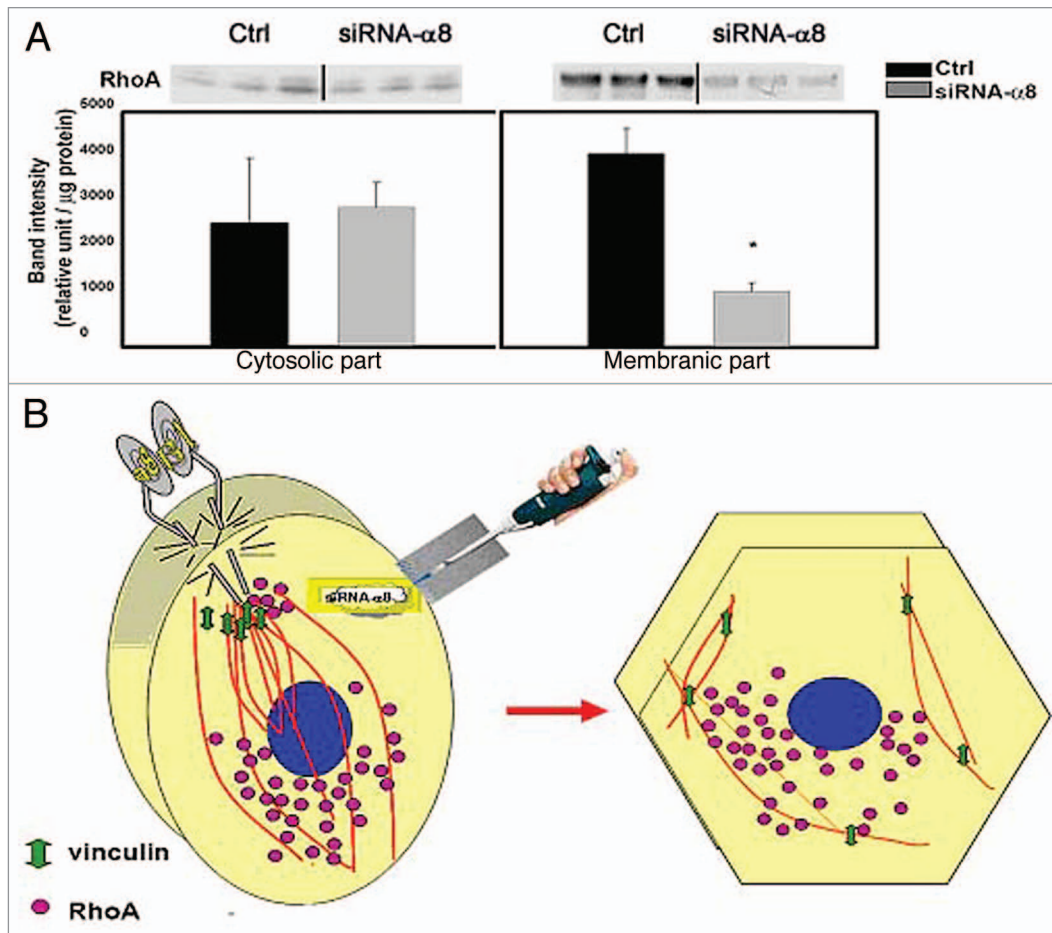 A
Ctrl siRNA-α8
Ctrl siRNA-α8
RhoA
Ctrl
siRNA-α8
Band intensity
(relative unit / µg protein)
5000
4000
3000
2000
1000
0
Cytosolic part
Membranic part
*
B
siRNA-α8
vinculin
RhoA